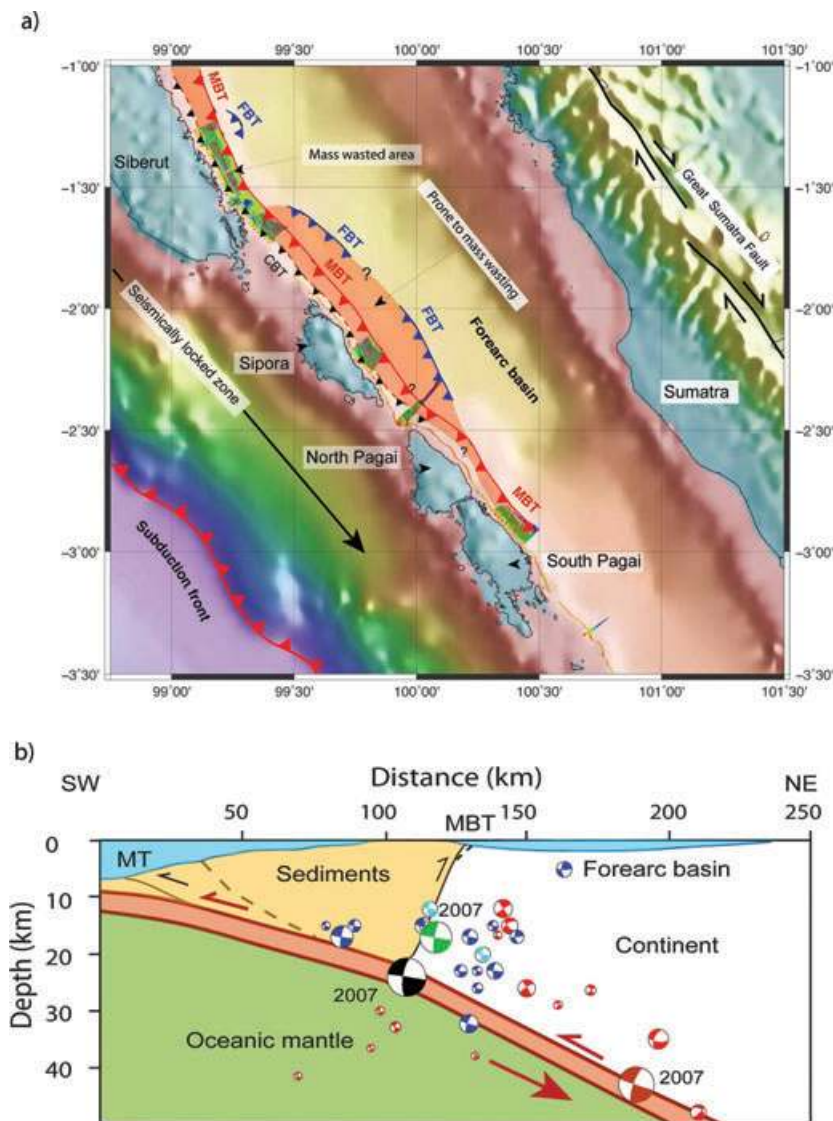 a)
99˚00' 99˚30' 100˚00' 100˚30' 101˚00' 101˚30'
−1˚00' −1˚00'
MBT
FBT
Siberut
Mass wasted area
Great Sumatra Fault
−1˚30' −1˚30'
FBT
CBT
MBT
?
Prone to mass wasting
−2˚00' −2˚00'
Seismically locked zone
FBT
Forearc basin
Sipora
Sumatra
?
−2˚30' −2˚30'
North Pagai
?
MBT
Subduction front
−3˚00' −3˚00'
South Pagai
−3˚30' −3˚30'
99˚00' 99˚30' 100˚00' 100˚30' 101˚00' 101˚30'
b)
SW Distance (km) NE
50 100 150 200 250
MBT
0
MT
Sediments
Forearc basin
10
2007
Depth (km)
20
Continent
2007
30
Oceanic mantle
2007
40